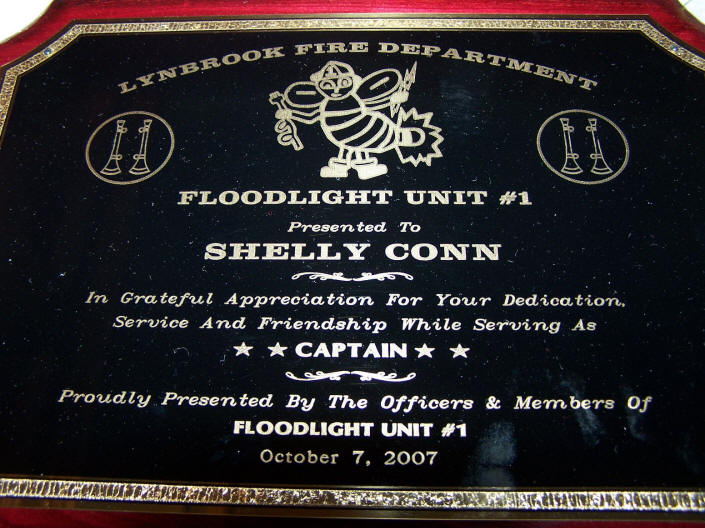 LYNBROOK FIRE DEPARTMENT
FLOODLIGHT UNIT #1
Presented To
SHELLY CONN
In Grateful Appreciation For Your Dedication,
Service And Friendship While Serving As
★ ★ CAPTAIN ★ ★
Proudly Presented By The Officers & Members Of
FLOODLIGHT UNIT #1
October 7, 2007